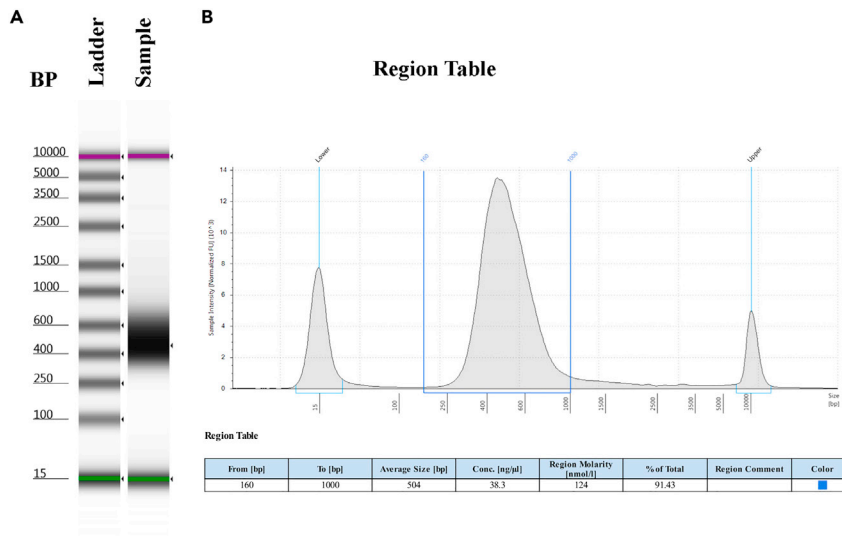 A
B
Ladder
Sample
BP
Region Table
10000
5000
3500
2500
1500
1000
600
400
250
100
15
Lower
160
1000
Upper
Sample Intensity [Normalized FU] (10^3)
14
12
10
8
6
4
2
0
15
100
250
400
600
1000
1500
2500
3500
5000
10000
Size
[bp]
Region Table
From [bp] To [bp] Average Size [bp] Conc. [ng/µl] Region Molarity [nmol/l] % of Total Region Comment Color
160 1000 504 38.3 124 91.43